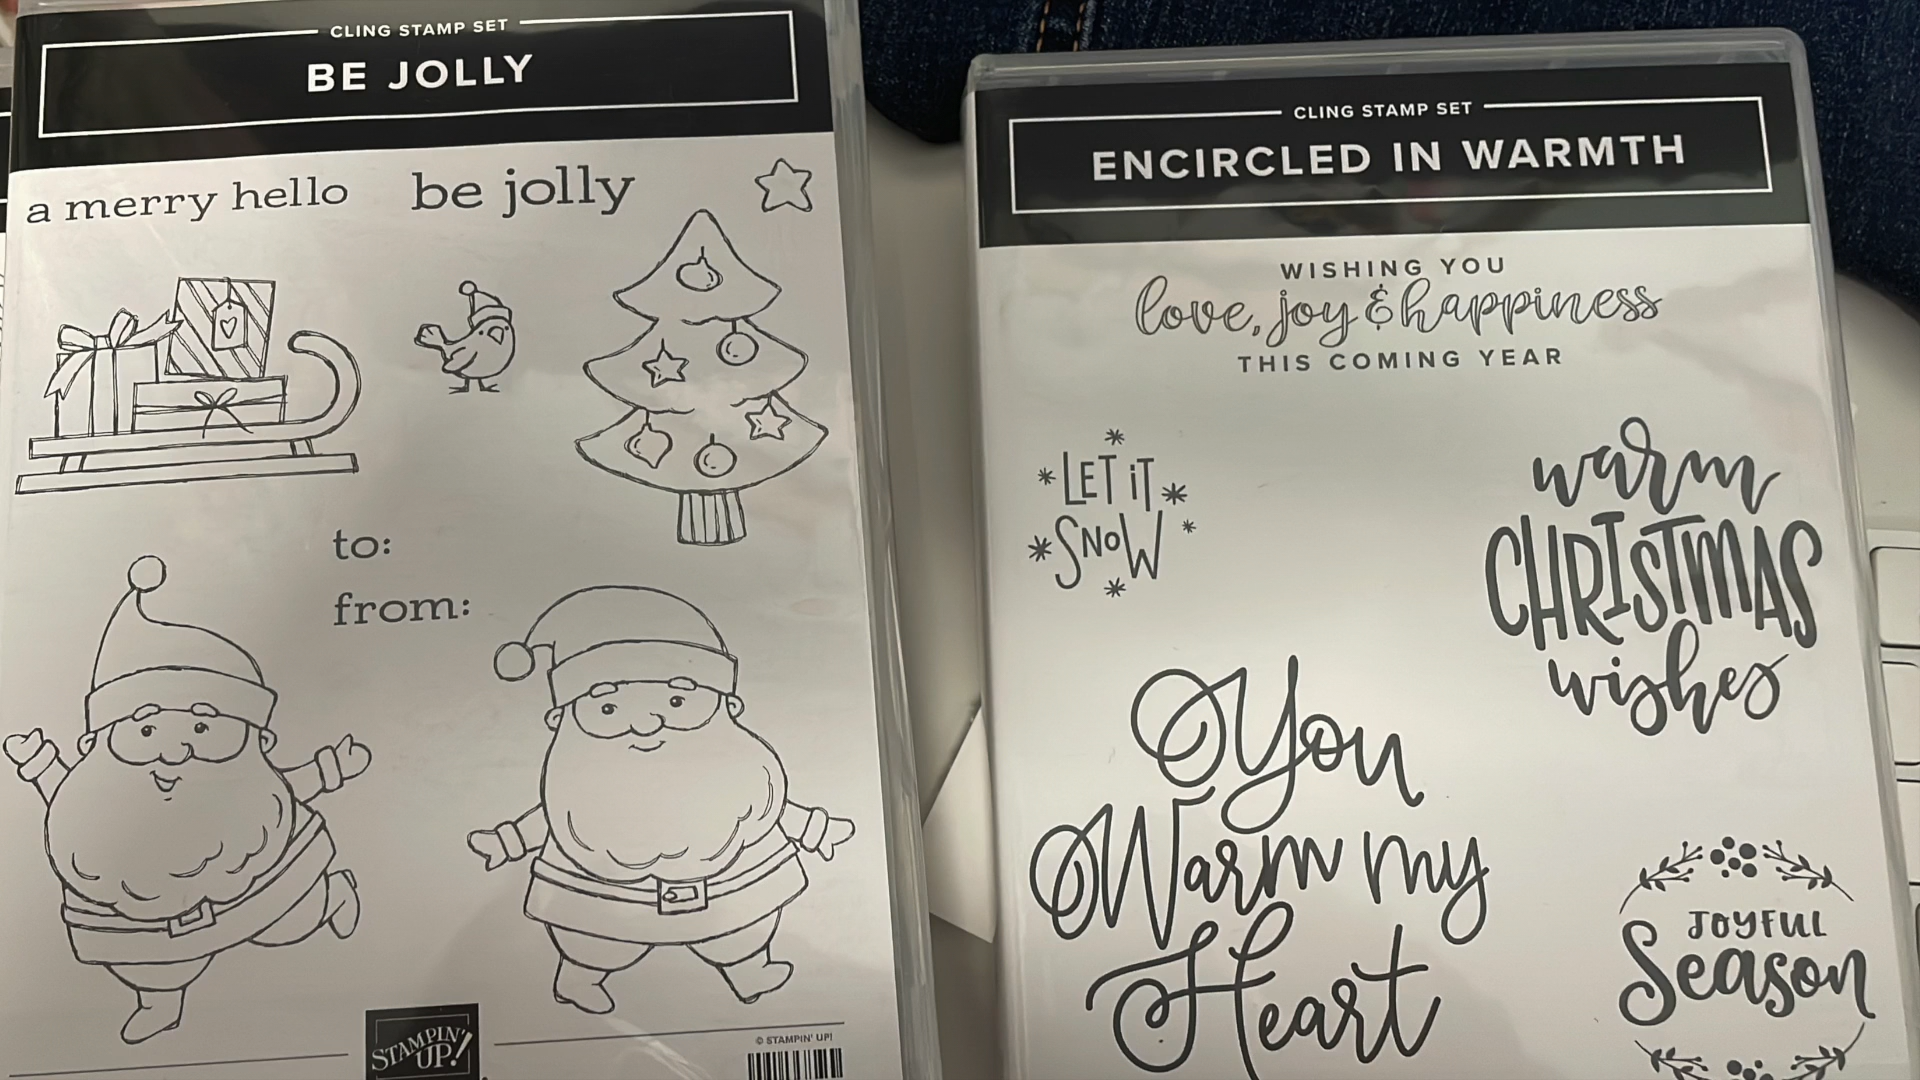 CLING STAMP SET
BE JOLLY
a merry hello
be jolly
to:
from:
STAMPIN' UP!
© STAMPIN' UP!
CLING STAMP SET
ENCIRCLED IN WARMTH
WISHING YOU
love, joy & happiness
THIS COMING YEAR
LET iT
SNOW
warm
CHRISTMAS
wishes
You
Warm my
Heart
JOYFUL
Season